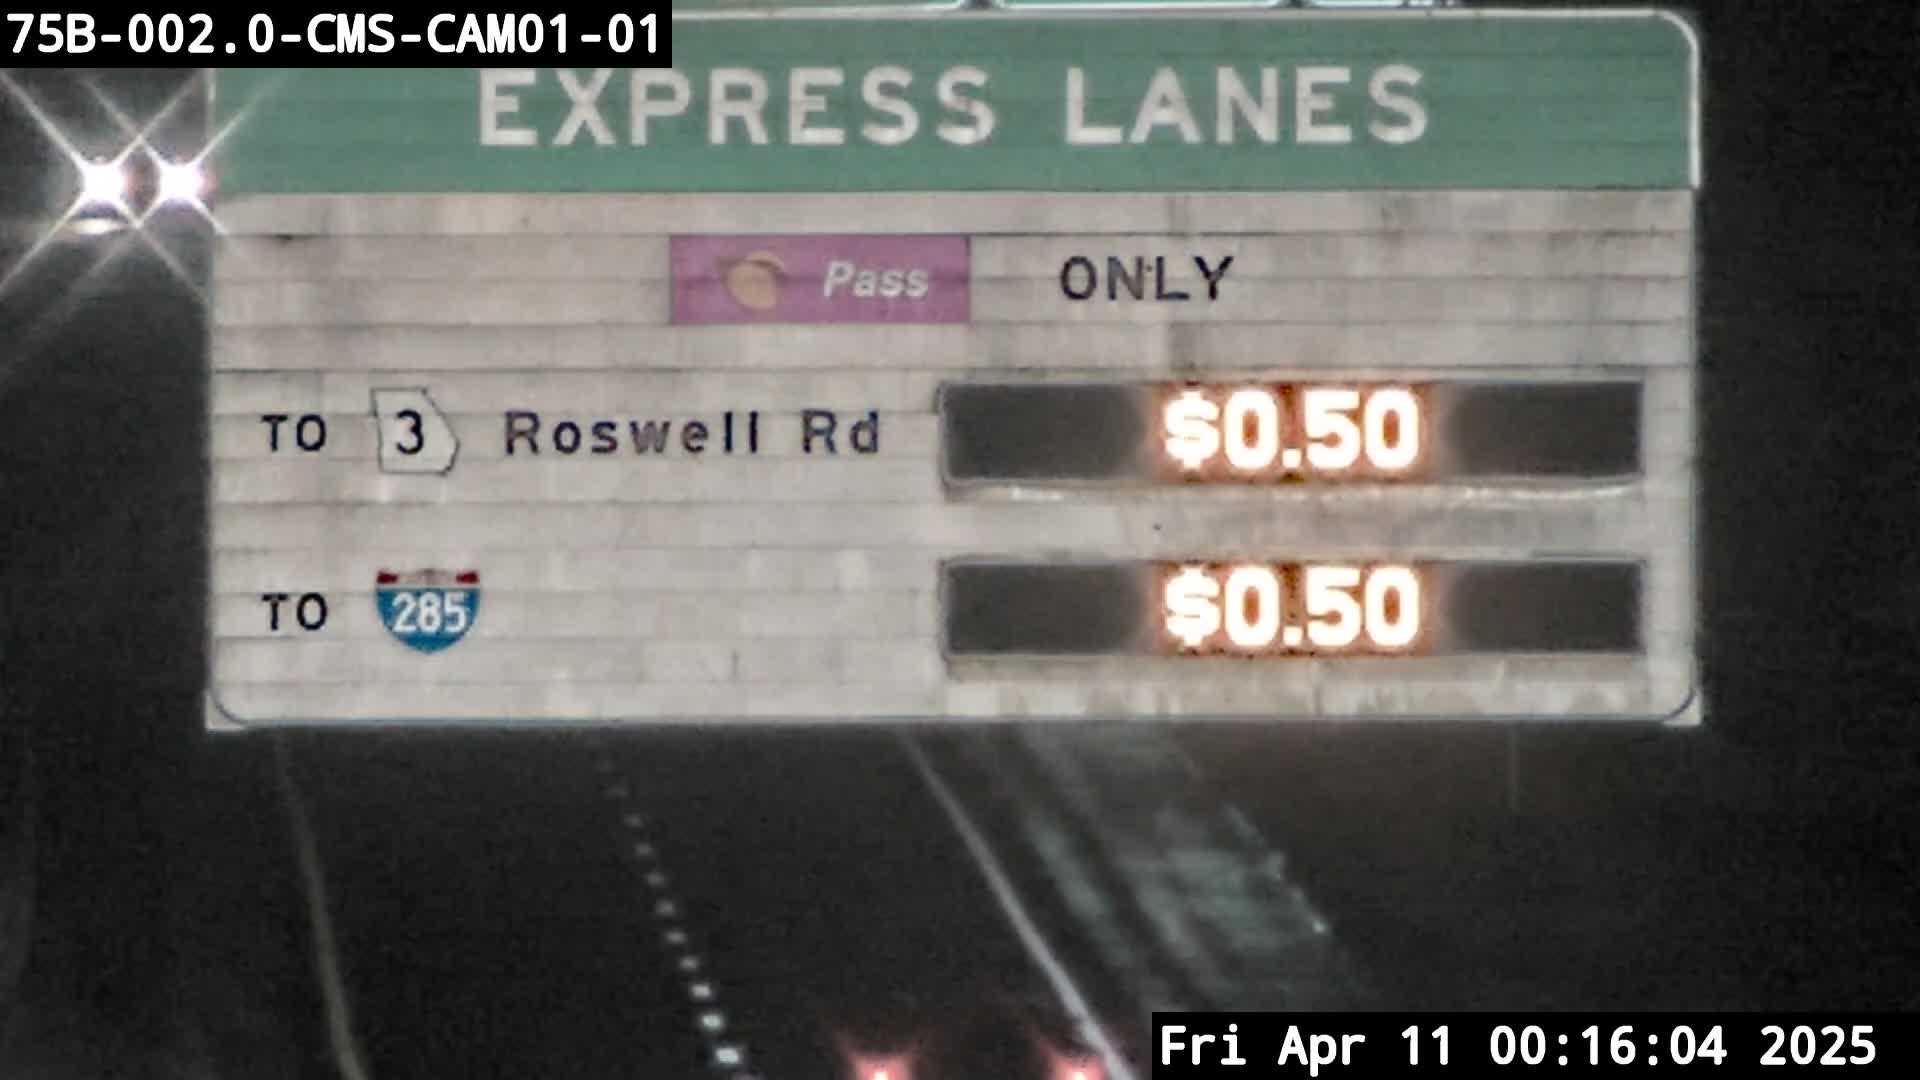 75B-002.0-CMS-CAM01-01
EXPRESS LANES
Pass ONLY
TO 3 Roswell Rd $0.50
TO 285 $0.50
Fri Apr 11 00:16:04 2025